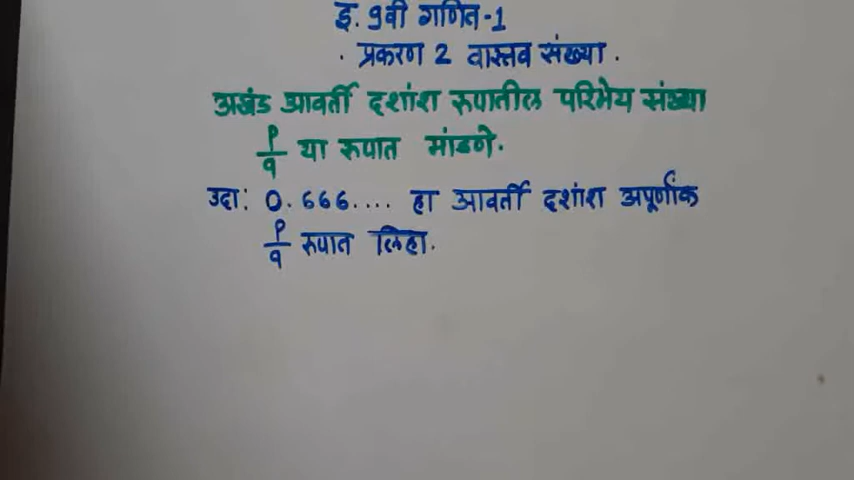 इ. 9वी गणित-1
. प्रकरण 2 वास्तव संख्या .
अखंड आवर्ती दशांश रुपातील परिमेय संख्या
p/q या रूपात मांडणे.
उदा: 0.666.... हा आवर्ती दशांश अपूर्णांक
p/q रुपात लिहा.